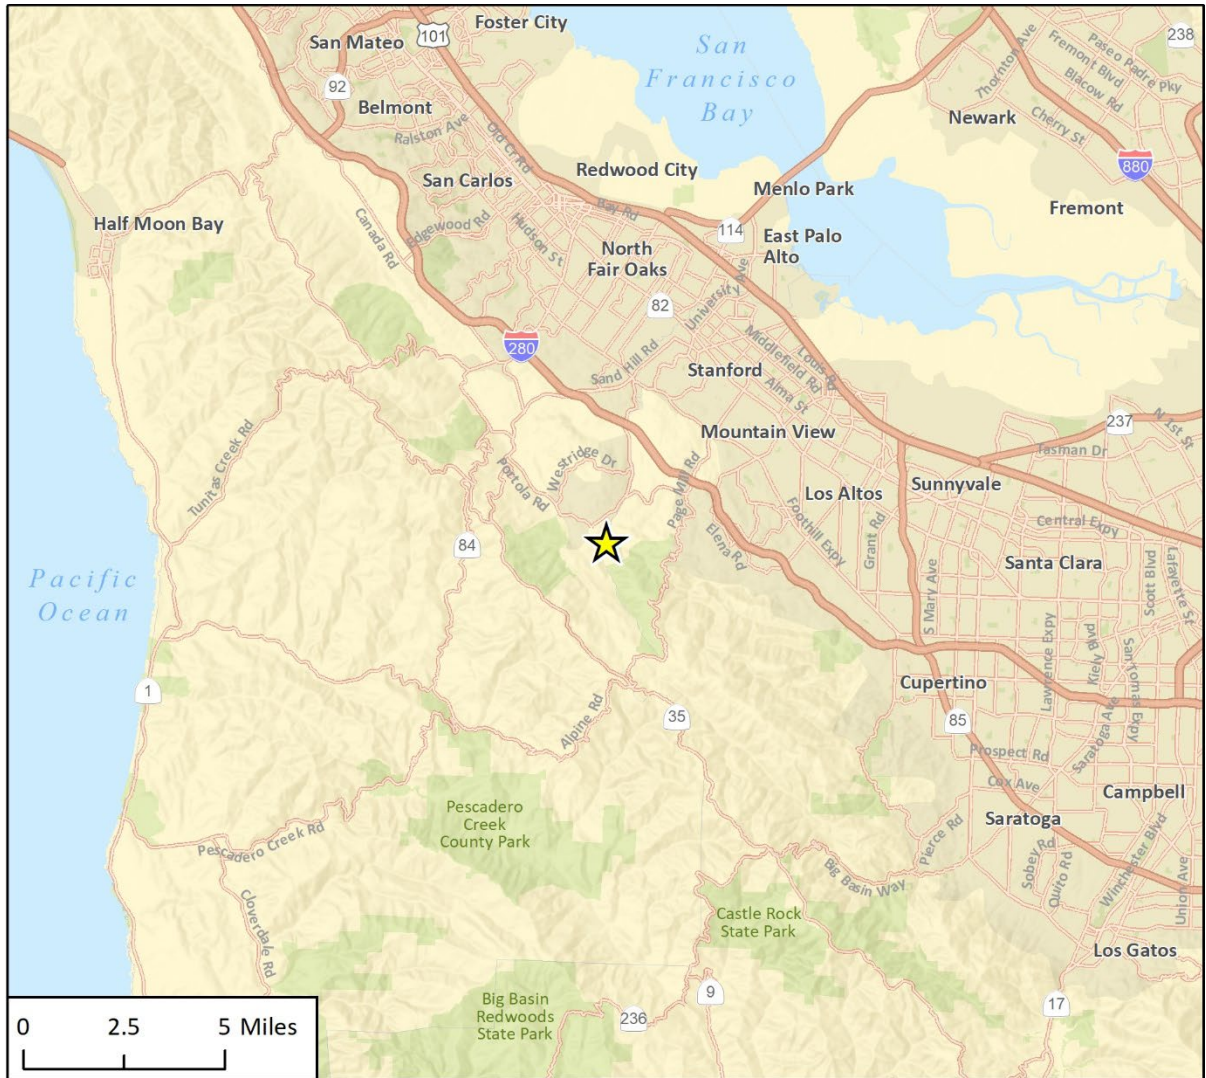 Foster City
San Mateo
101
San
Francisco
Bay
238
Thornton Ave
Fremont Blvd
Paseo Padre Pky
Blacow Rd
92
Belmont
Ralston Ave
Old Cr Rd
Newark
Cherry St
880
San Carlos
Redwood City
Menlo Park
Half Moon Bay
Canada Rd
Edgewood Rd
Hudson St
Bay Rd
114
East Palo
Alto
Fremont
North
Fair Oaks
82
University Ave
280
Sand Hill Rd
Stanford
Middlefield Rd
Louis Rd
Alma St
237
N 1st St
Tasman Dr
Mountain View
Tunitas Creek Rd
Portola Rd
Westridge Dr
Page Mill Rd
Los Altos
Sunnyvale
Foothill Expy
Grant Rd
Central Expy
84
Elena Rd
Santa Clara
Scott Blvd
Lafayette St
Pacific
Ocean
S Mary Ave
Lawrence Expy
Kiely Blvd
San Tomas Expy
1
Alpine Rd
35
Cupertino
85
Saratoga Ave
Prospect Rd
Cox Ave
Campbell
Pescadero
Creek
County Park
Saratoga
Pescadero Creek Rd
Pierce Rd
Sobey Rd
Quito Rd
Winchester Blvd
Union Ave
Big Basin Way
Cloverdale Rd
Castle Rock
State Park
Los Gatos
Big Basin
Redwoods
State Park
9
236
17
0 2.5 5 Miles